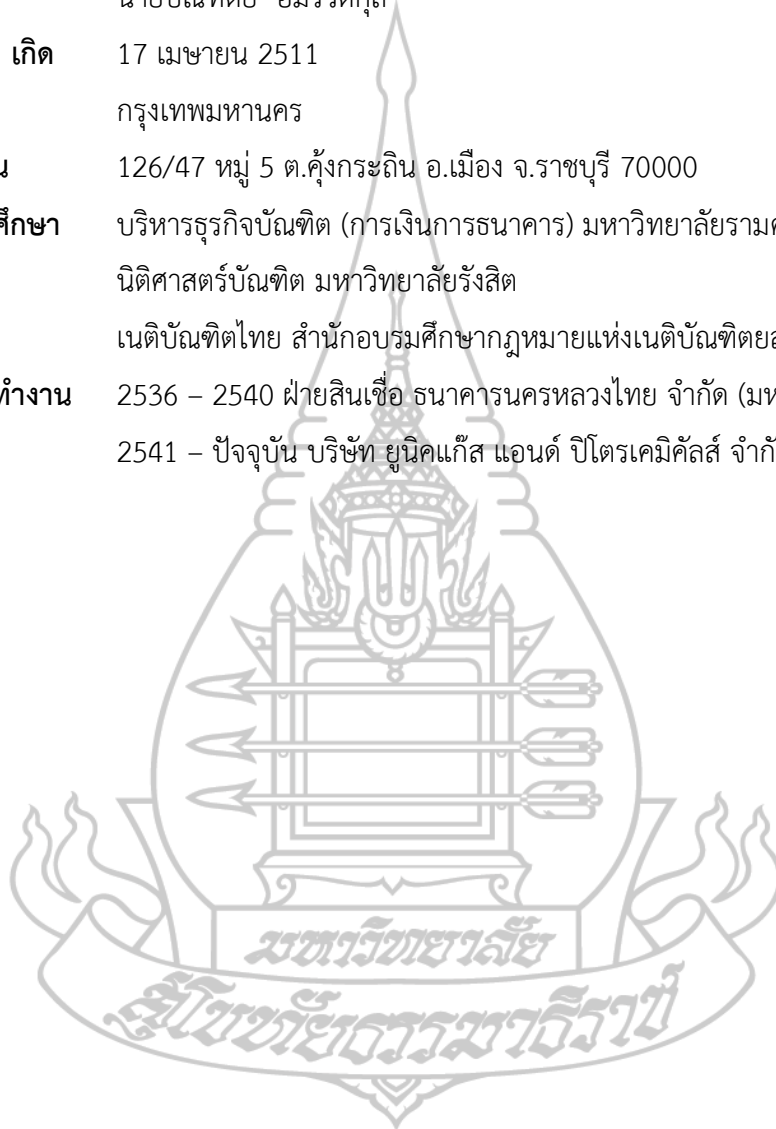 เกิด 17 เมษายน 2511
กรุงเทพมหานคร
126/47 หมู่ 5 ต.คุ้งกระถิน อ.เมือง จ.ราชบุรี 70000
ศึกษา บริหารธุรกิจบัณฑิต (การเงินการธนาคาร) มหาวิทยาลัยราม
นิติศาสตร์บัณฑิต มหาวิทยาลัยรังสิต
เนติบัณฑิตไทย สำนักอบรมศึกษากฎหมายแห่งเนติบัณฑิตย
ทำงาน 2536 – 2540 ฝ่ายสินเชื่อ ธนาคารนครหลวงไทย จำกัด (มห
2541 – ปัจจุบัน บริษัท ยูนิคแก๊ส แอนด์ ปิโตรเคมิคัลส์ จำกั
มหาวิทยาลัย
สุโขทัยธรรมาธิราช